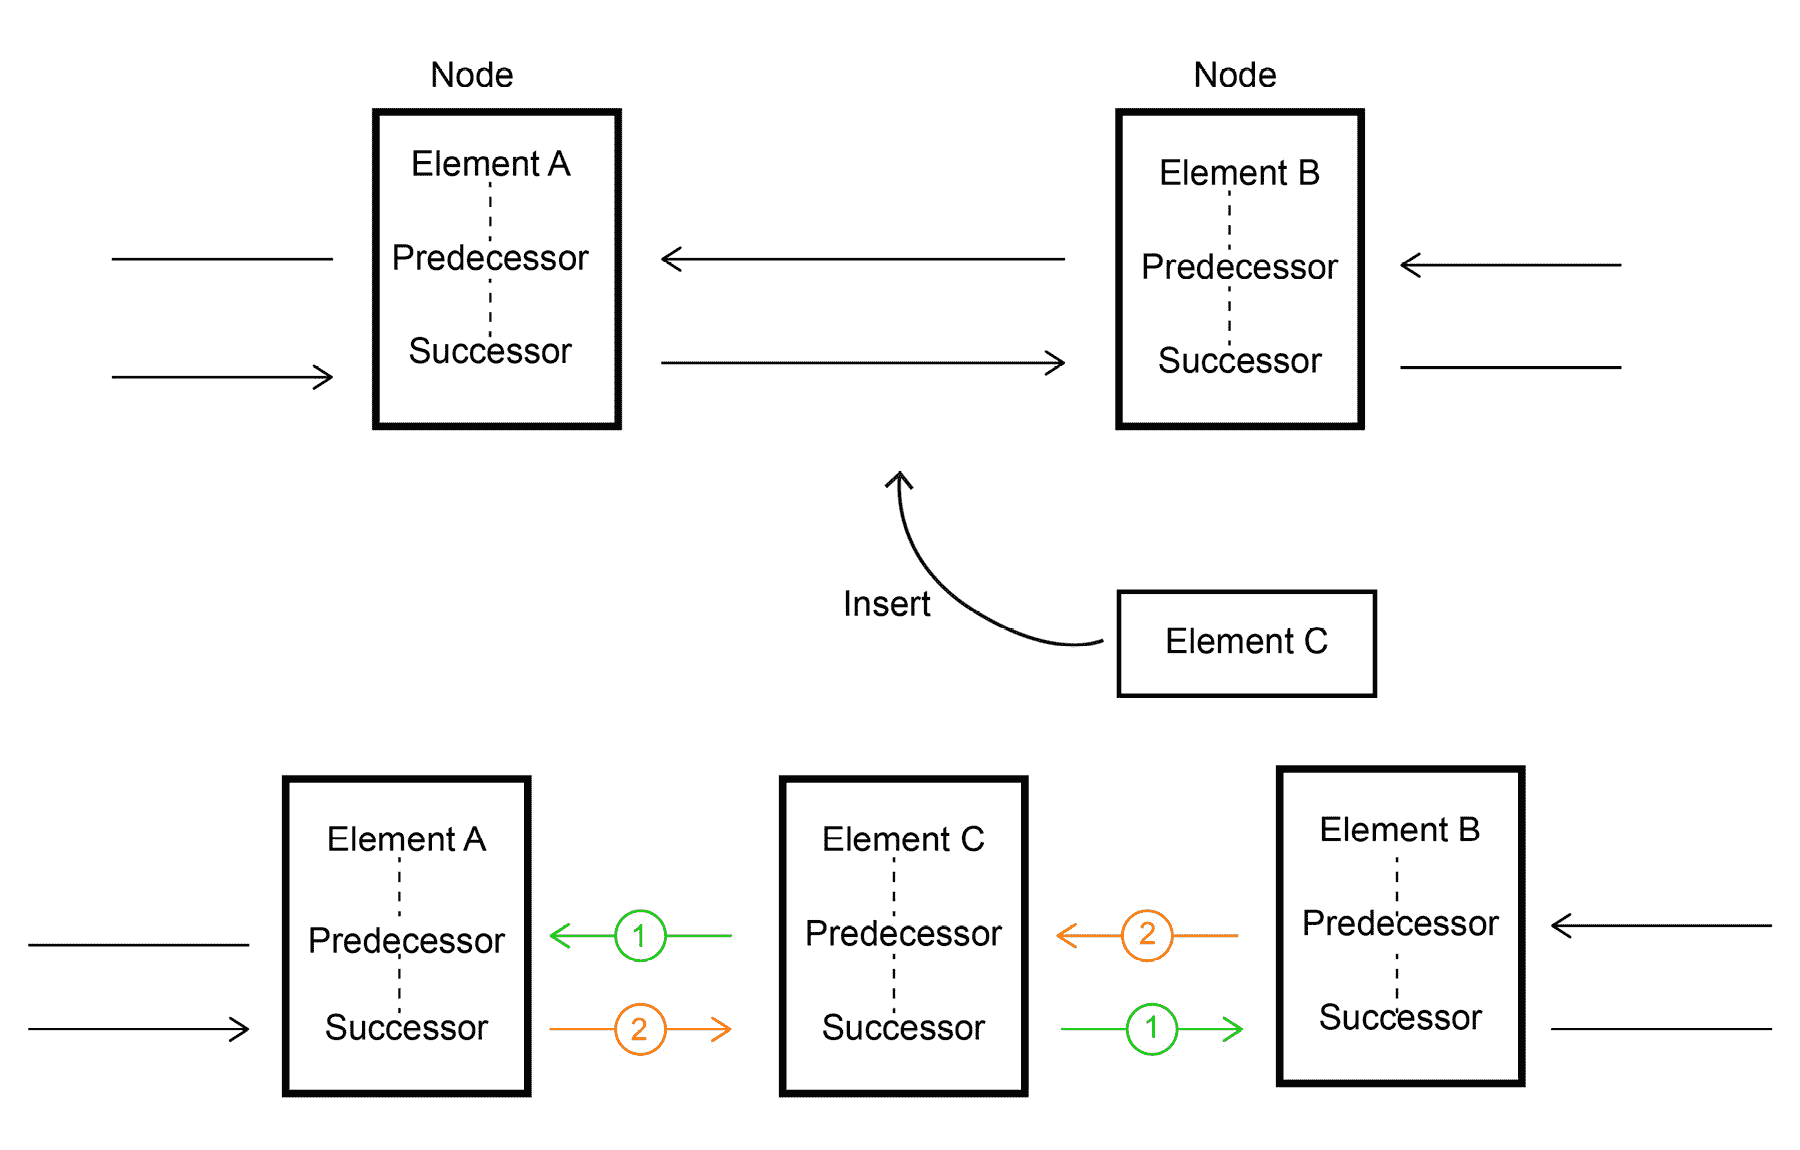 Node
Node
Element A
Predecessor
Successor
Element B
Predecessor
Successor
Insert
Element C
Element A
Predecessor
Successor
1
2
Element C
Predecessor
Successor
2
1
Element B
Predecessor
Successor